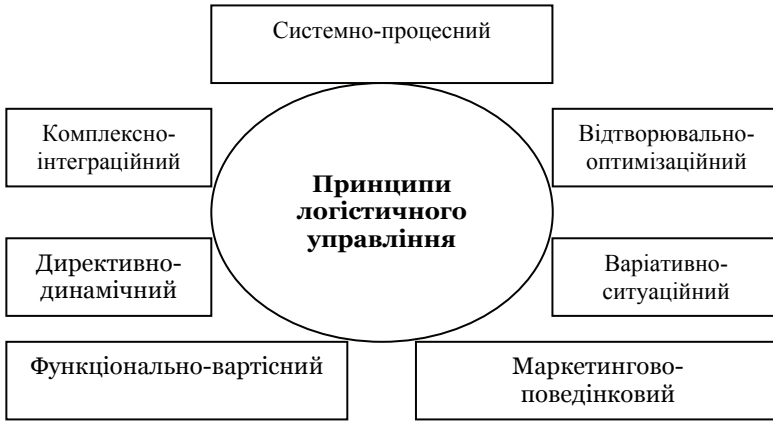 Системно-процесний
Комплексно-
інтеграційний
Відтворювально-
оптимізаційний
Принципи
логістичного
управління
Директивно-
динамічний
Варіативно-
ситуаційний
Функціонально-вартісний
Маркетингово-
поведінковий